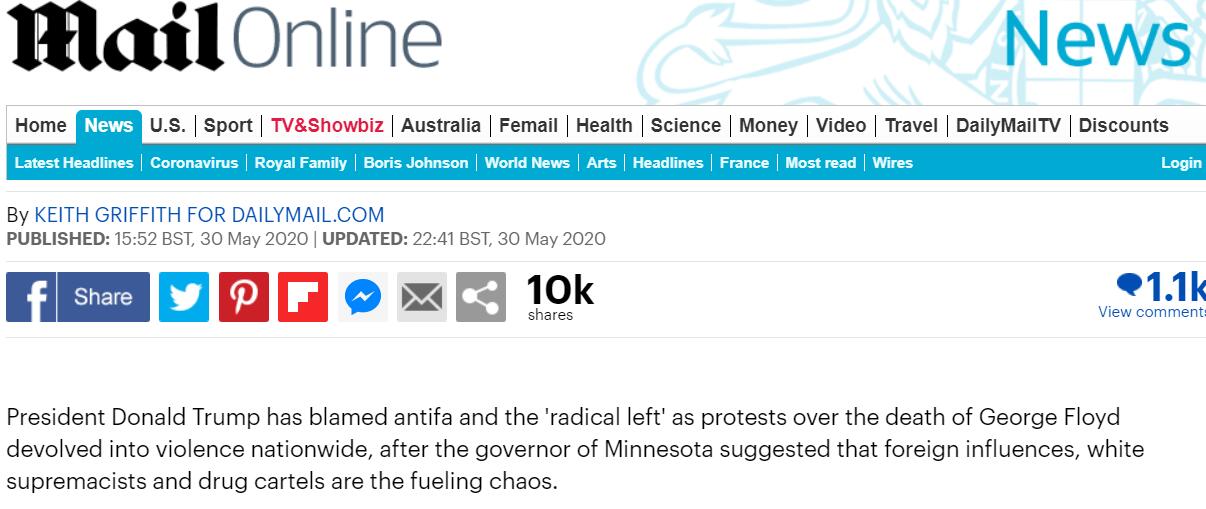 Mail Online News
Home News U.S. Sport TV&Showbiz Australia Femail Health Science Money Video Travel DailyMailTV Discounts
Latest Headlines Coronavirus Royal Family Boris Johnson World News Arts Headlines France Most read Wires Login
By KEITH GRIFFITH FOR DAILYMAIL.COM
PUBLISHED: 15:52 BST, 30 May 2020 | UPDATED: 22:41 BST, 30 May 2020
Share 10k 1.1k
shares View comments
President Donald Trump has blamed antifa and the 'radical left' as protests over the death of George Floyd
devolved into violence nationwide, after the governor of Minnesota suggested that foreign influences, white
supremacists and drug cartels are the fueling chaos.